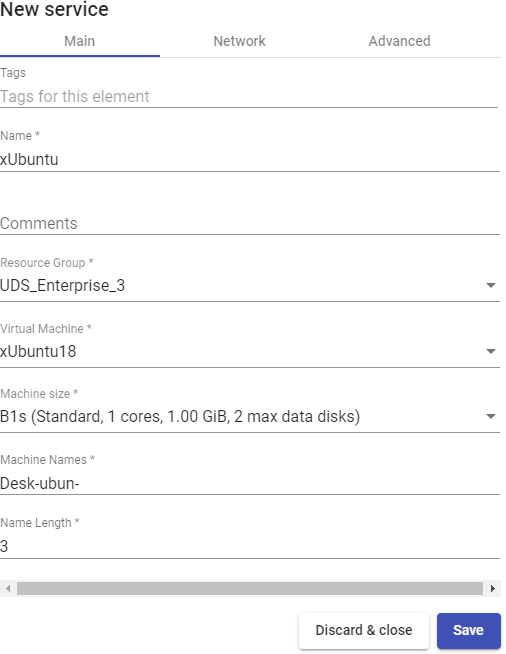 New service
Main Network Advanced
Tags
Tags for this element
Name *
xUbuntu
Comments
Resource Group *
UDS_Enterprise_3
Virtual Machine *
xUbuntu18
Machine size *
B1s (Standard, 1 cores, 1.00 GiB, 2 max data disks)
Machine Names *
Desk-ubun-
Name Length *
3
Discard & close Save